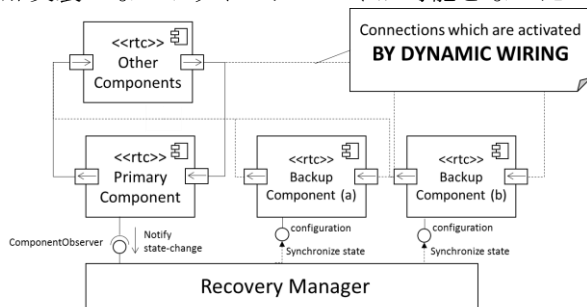 Connections which are activated
BY DYNAMIC WIRING
<<rtc>>
Other
Components
<<rtc>>
Primary
Component
<<rtc>>
Backup
Component (a)
<<rtc>>
Backup
Component (b)
ComponentObserver
Notify
state-change
configuration
Synchronize state
configuration
Synchronize state
Recovery Manager